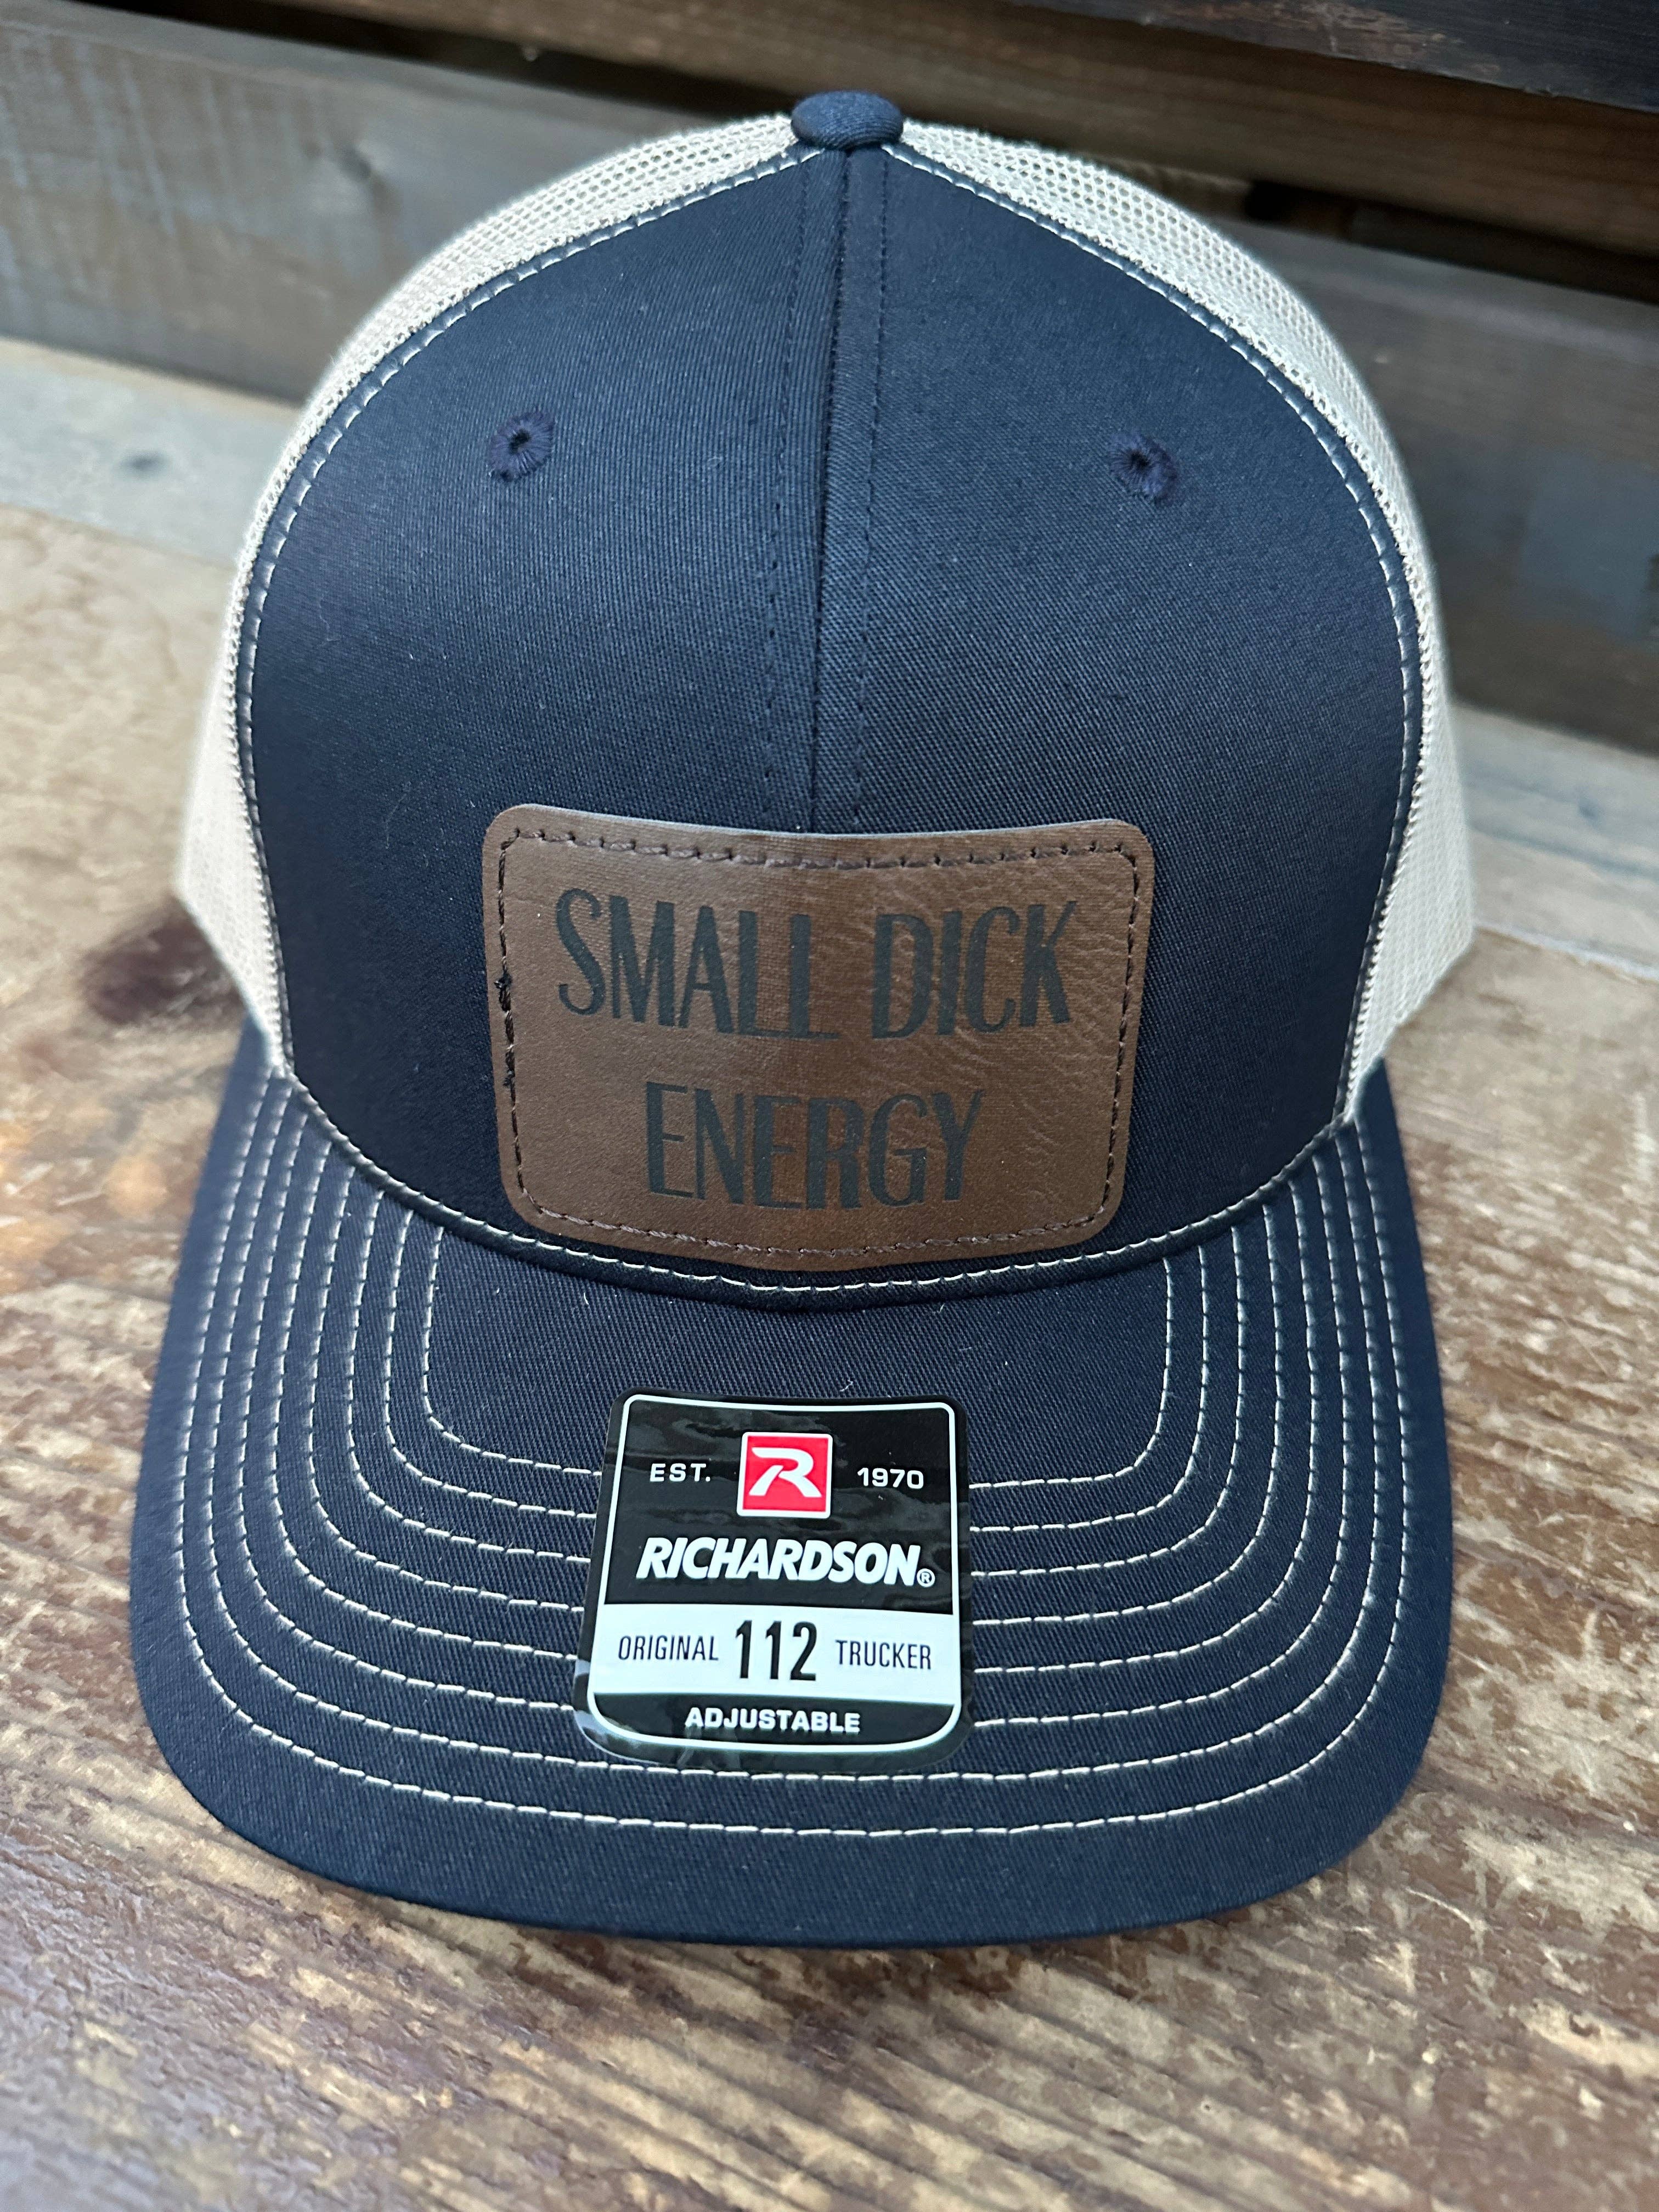 SMALL DICK
ENERGY
EST. R 1970
RICHARDSON®
ORIGINAL 112 TRUCKER
ADJUSTABLE